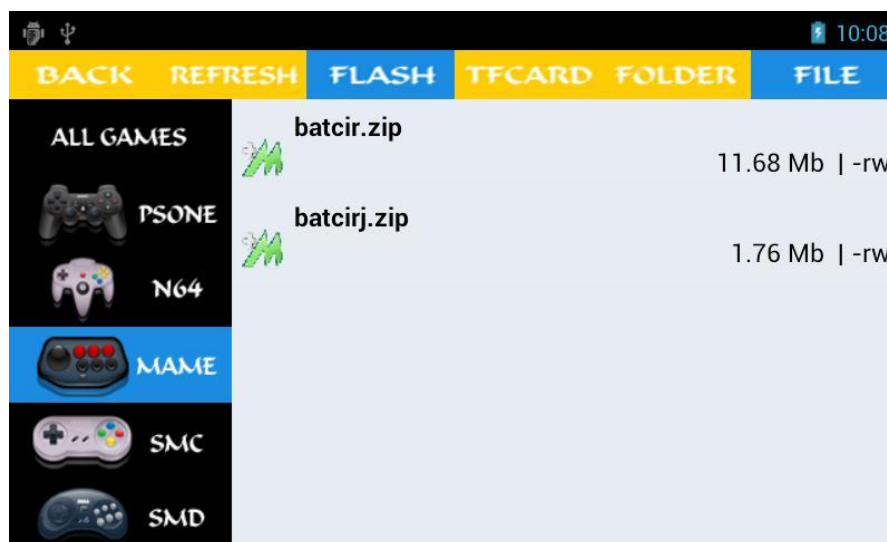 10:08
BACK REFRESH FLASH TFCARD FOLDER FILE
ALL GAMES
PSONE
N64
MAME
SMC
SMD
batcir.zip
11.68 Mb | -rw
batcirj.zip
1.76 Mb | -rw